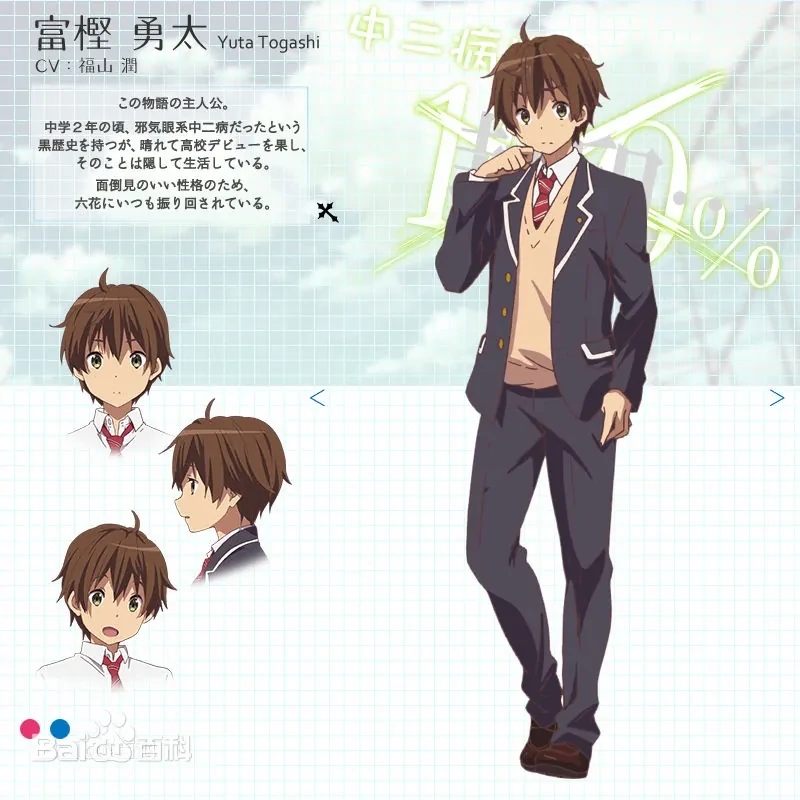 富樫 勇太 Yuta Togashi
CV：福山 潤
この物語の主人公。
中学２年の頃、邪気眼系中二病だったという
黒歴史を持つが、晴れて高校デビューを果し、
そのことは隠して生活している。
面倒見のいい性格のため、
六花にいつも振り回されている。
中二病
%
<
>
Baidu百科